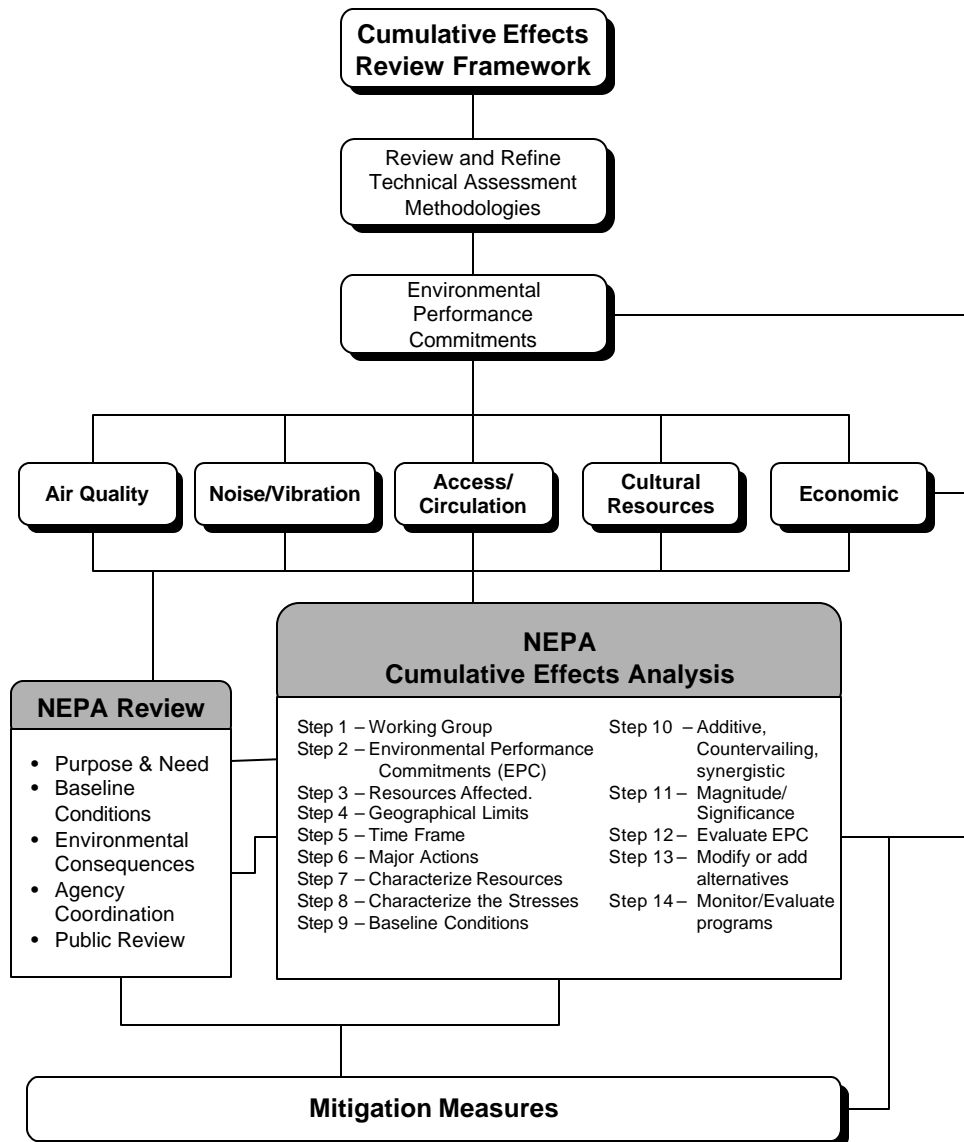 Cumulative Effects
Review Framework
Review and Refine
Technical Assessment
Methodologies
Environmental
Performance
Commitments
Air Quality
Noise/Vibration
Access/
Circulation
Cultural
Resources
Economic
NEPA Review
• Purpose & Need
• Baseline
Conditions
• Environmental
Consequences
• Agency
Coordination
• Public Review
NEPA
Cumulative Effects Analysis
Step 1 – Working Group
Step 2 – Environmental Performance
Commitments (EPC)
Step 3 – Resources Affected.
Step 4 – Geographical Limits
Step 5 – Time Frame
Step 6 – Major Actions
Step 7 – Characterize Resources
Step 8 – Characterize the Stresses
Step 9 – Baseline Conditions
Step 10 – Additive,
Countervailing,
synergistic
Step 11 – Magnitude/
Significance
Step 12 – Evaluate EPC
Step 13 – Modify or add
alternatives
Step 14 – Monitor/Evaluate
programs
Mitigation Measures